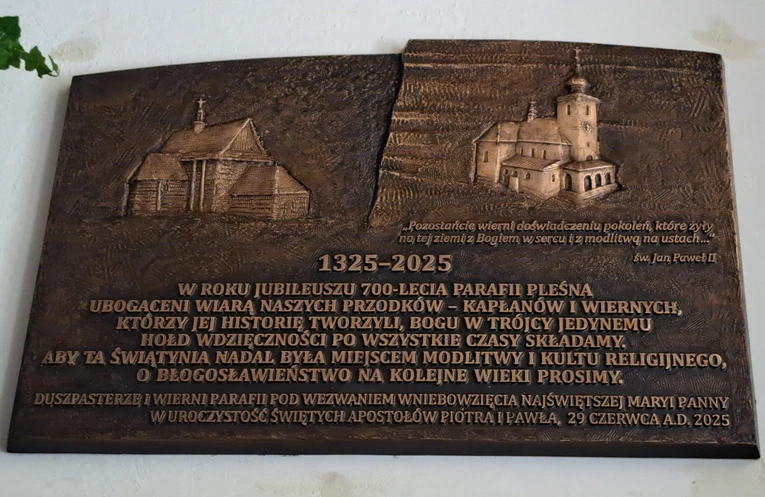 „Pozostańcie wierni doświadczeniu pokoleń, które żyły
na tej ziemi z Bogiem w sercu i z modlitwą na ustach...”
św. Jan Paweł II
1325–2025
W ROKU JUBILEUSZU 700-LECIA PARAFII PLEŚNA
UBOGACENI WIARĄ NASZYCH PRZODKÓW – KAPŁANÓW I WIERNYCH,
KTÓRZY JEJ HISTORIĘ TWORZYLI, BOGU W TRÓJCY JEDYNEMU
HOŁD WDZIĘCZNOŚCI PO WSZYSTKIE CZASY SKŁADAMY.
ABY TA ŚWIĄTYNIA NADAL BYŁA MIEJSCEM MODLITWY I KULTU RELIGIJNEGO,
O BŁOGOSŁAWIEŃSTWO NA KOLEJNE WIEKI PROSIMY.
DUSZPASTERZE I WIERNI PARAFII POD WEZWANIEM WNIEBOWZIĘCIA NAJŚWIĘTSZEJ MARYI PANNY
W UROCZYSTOŚĆ ŚWIĘTYCH APOSTOŁÓW PIOTRA I PAWŁA, 29 CZERWCA A.D. 2025